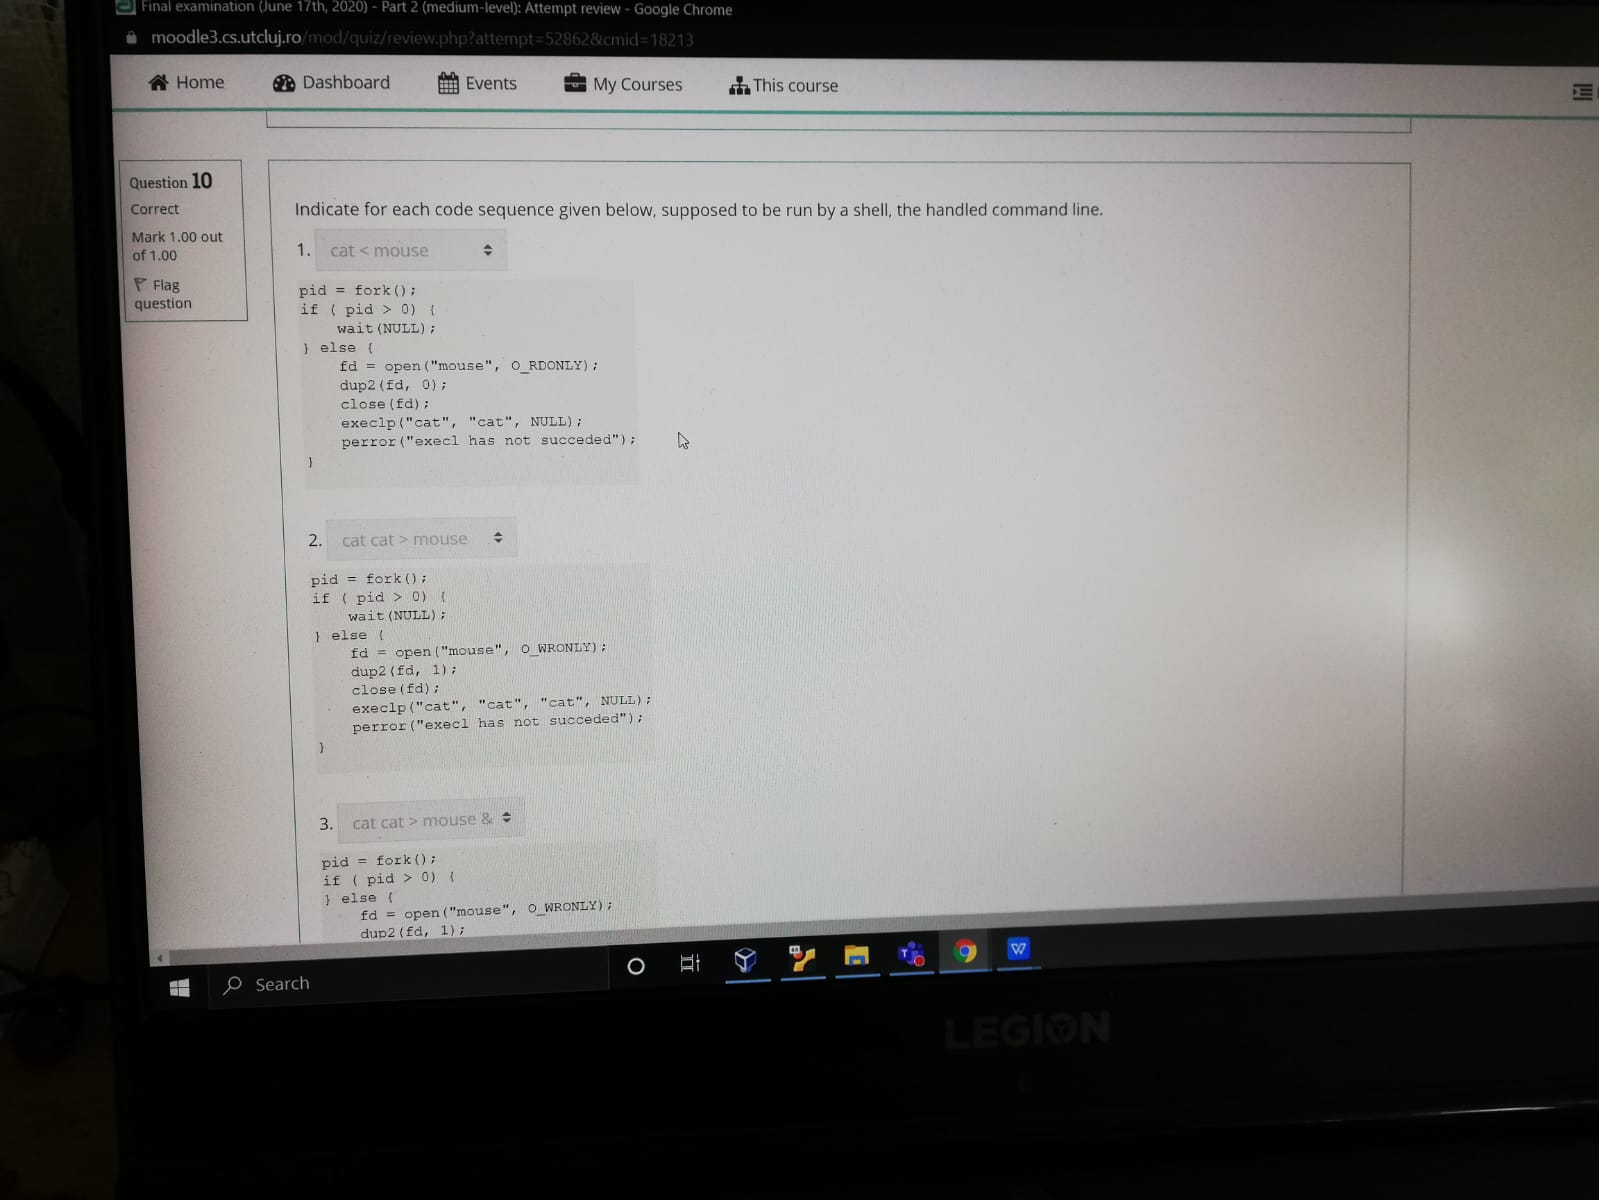 Final examination (June 17th, 2020) - Part 2 (medium-level): Attempt review - Google Chrome
moodle3.cs.utcluj.ro/mod/quiz/review.php?attempt=52862&cmid=18213
Home Dashboard Events My Courses This course
Question 10
Correct
Mark 1.00 out
of 1.00
Flag
question
Indicate for each code sequence given below, supposed to be run by a shell, the handled command line.
1. cat < mouse
pid = fork();
if ( pid > 0) {
wait(NULL);
} else {
fd = open("mouse", O_RDONLY);
dup2(fd, 0);
close(fd);
execlp("cat", "cat", NULL);
perror("execl has not succeded");
}
2. cat cat > mouse
pid = fork();
if ( pid > 0) {
wait(NULL);
} else {
fd = open("mouse", O_WRONLY);
dup2(fd, 1);
close(fd);
execlp("cat", "cat", "cat", NULL);
perror("execl has not succeded");
}
3. cat cat > mouse &
pid = fork();
if ( pid > 0) {
} else {
fd = open("mouse", O_WRONLY);
dup2(fd, 1);
Search
LEGION